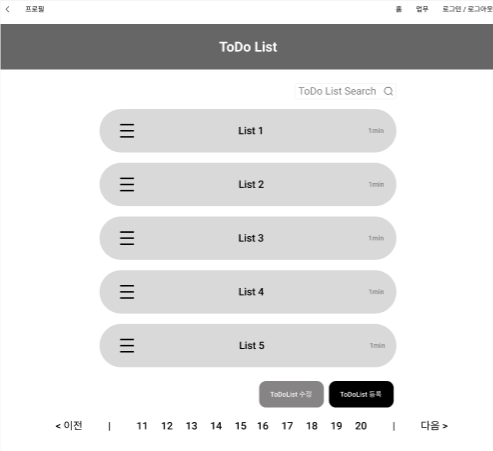 < 프로필 홈 업무 로그인 / 로그아웃
ToDo List
ToDo List Search
List 1 1min
List 2 1min
List 3 1min
List 4 1min
List 5 1min
ToDoList 수정 ToDoList 등록
< 이전 | 11 12 13 14 15 16 17 18 19 20 | 다음 >